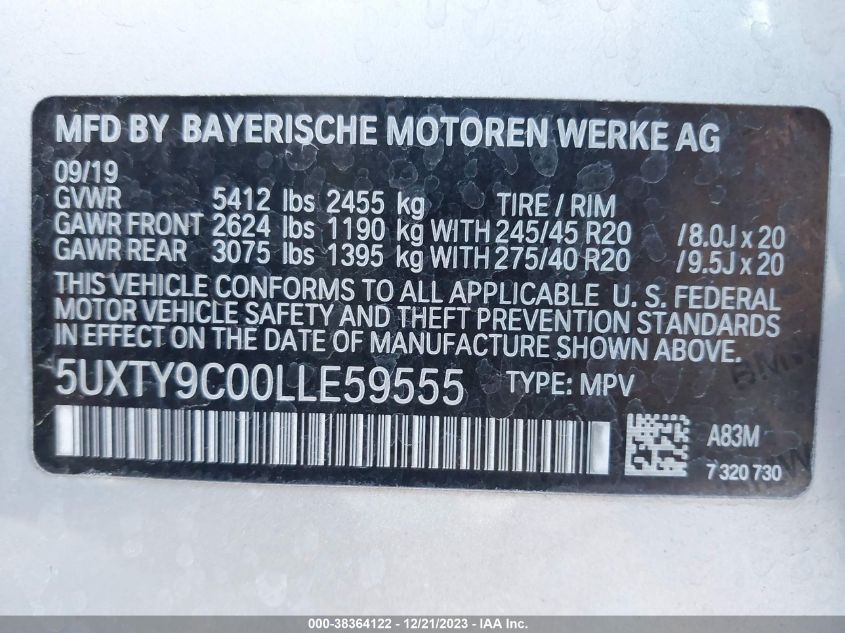 MFD BY BAYERISCHE MOTOREN WERKE AG
09/19
GVWR 5412 lbs 2455 kg TIRE / RIM
GAWR FRONT 2624 lbs 1190 kg WITH 245/45 R20 /8.0J x 20
GAWR REAR 3075 lbs 1395 kg WITH 275/40 R20 /9.5J x 20
THIS VEHICLE CONFORMS TO ALL APPLICABLE U. S. FEDERAL
MOTOR VEHICLE SAFETY AND THEFT PREVENTION STANDARDS
IN EFFECT ON THE DATE OF MANUFACTURE SHOWN ABOVE.
5UXTY9C00LLE59555 TYPE: MPV
A83M
7 320 730
000-38364122 - 12/21/2023 - IAA Inc.